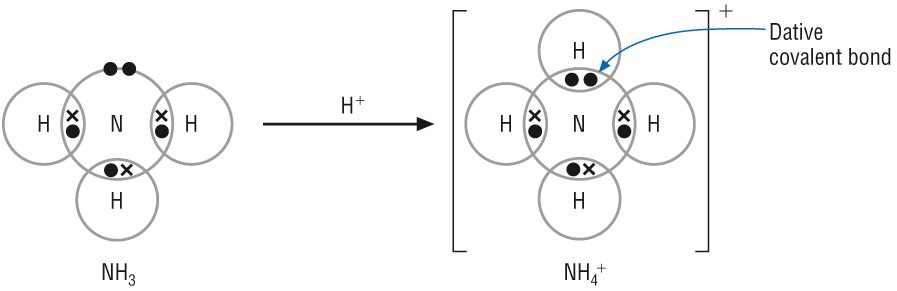 H
+
Dative
covalent bond
H N H
H⁺
H N H
H
H
NH₃
NH₄⁺